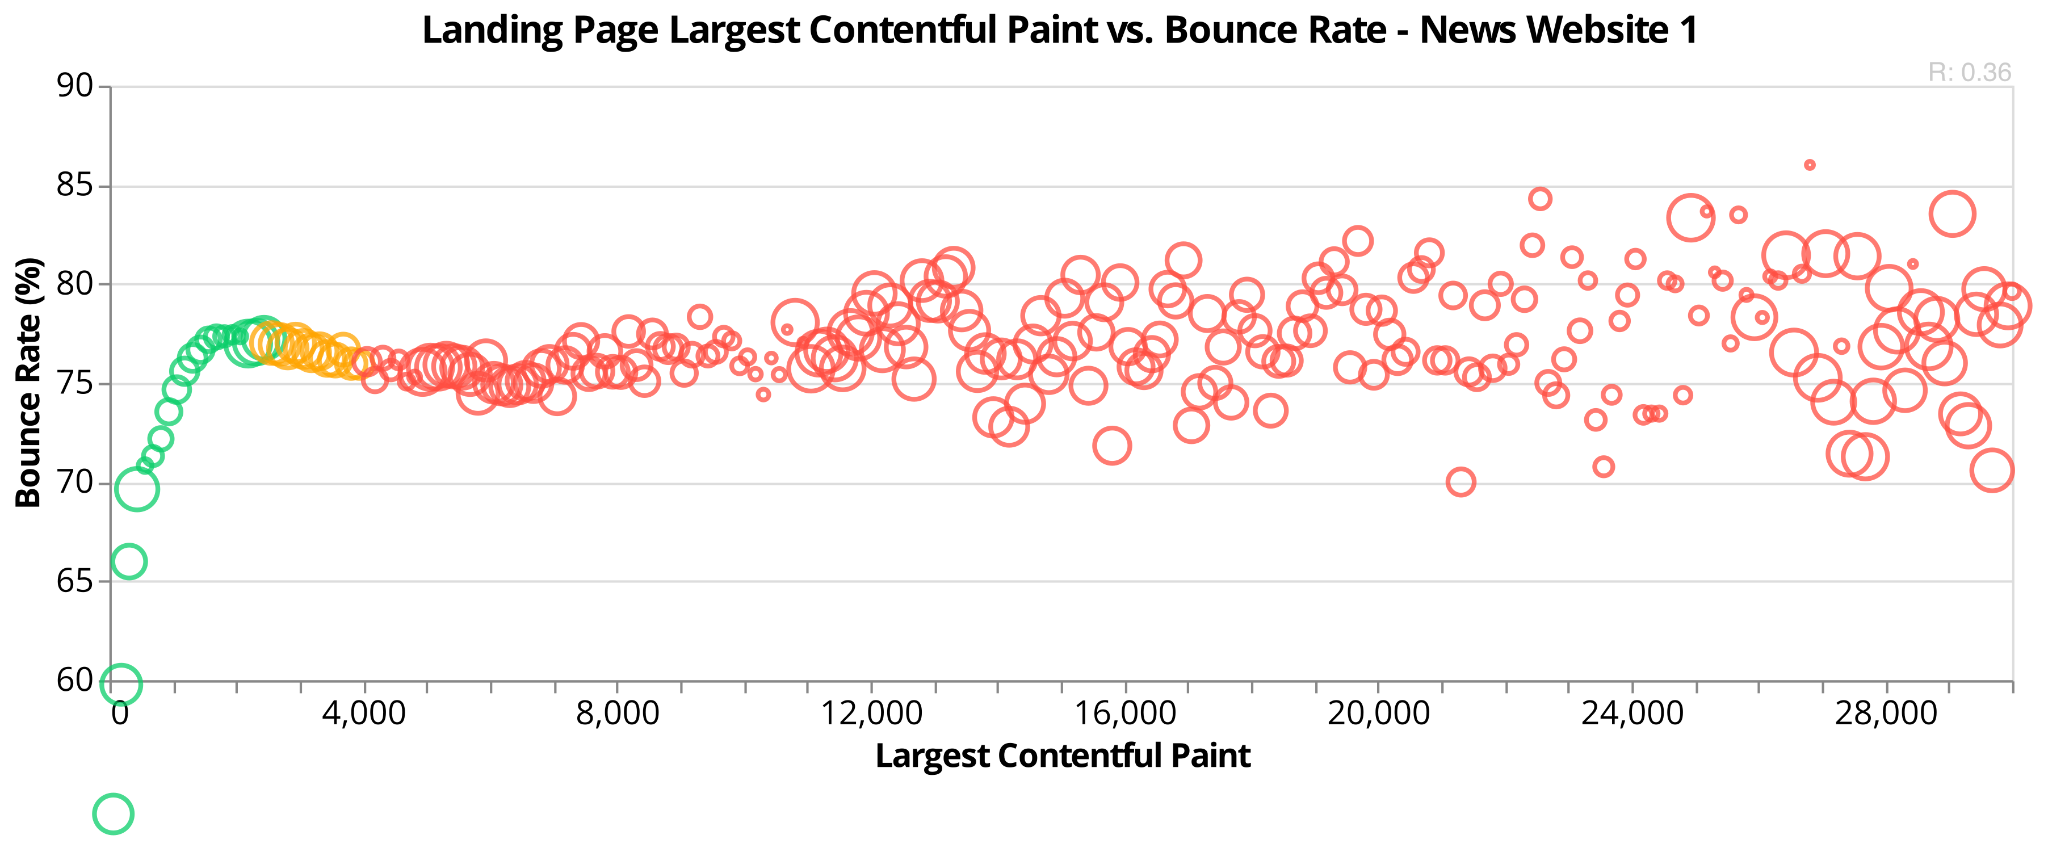 Landing Page Largest Contentful Paint vs. Bounce Rate - News Website 1
R: 0.36
Bounce Rate (%)
90
85
80
75
70
65
60
0 4,000 8,000 12,000 16,000 20,000 24,000 28,000
Largest Contentful Paint